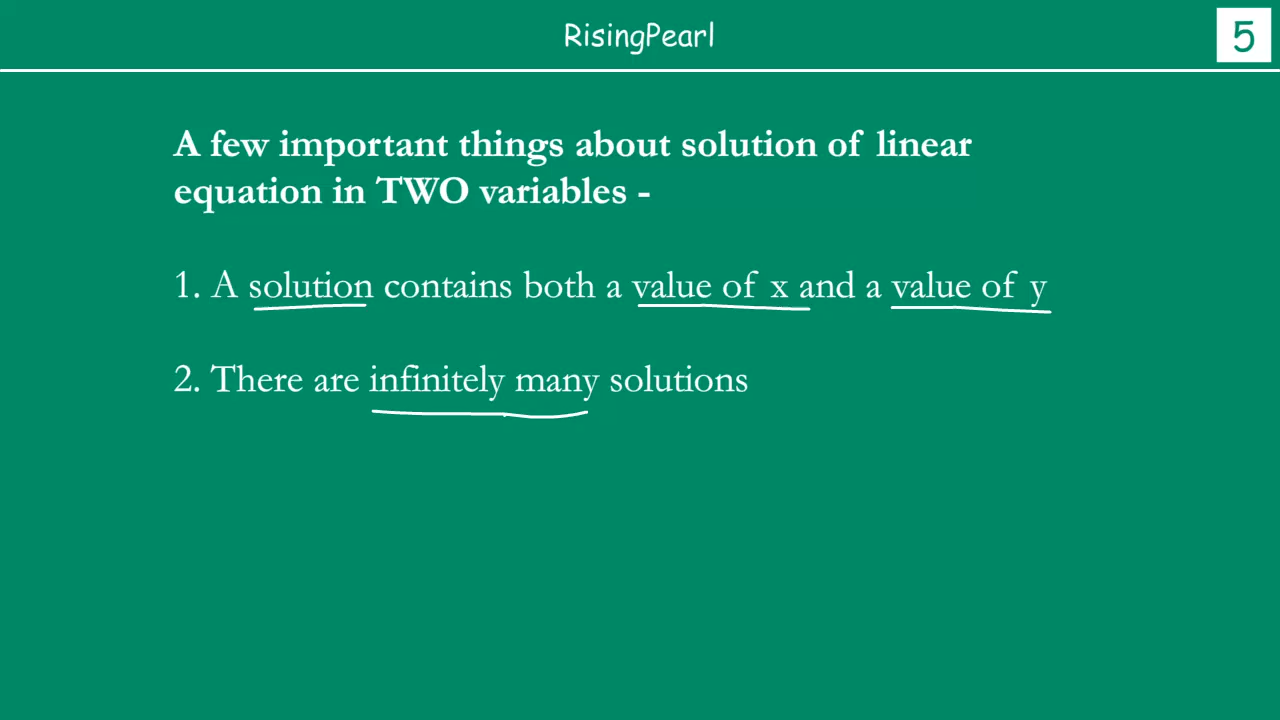 RisingPearl
5
A few important things about solution of linear
equation in TWO variables -
1. A solution contains both a value of x and a value of y
2. There are infinitely many solutions